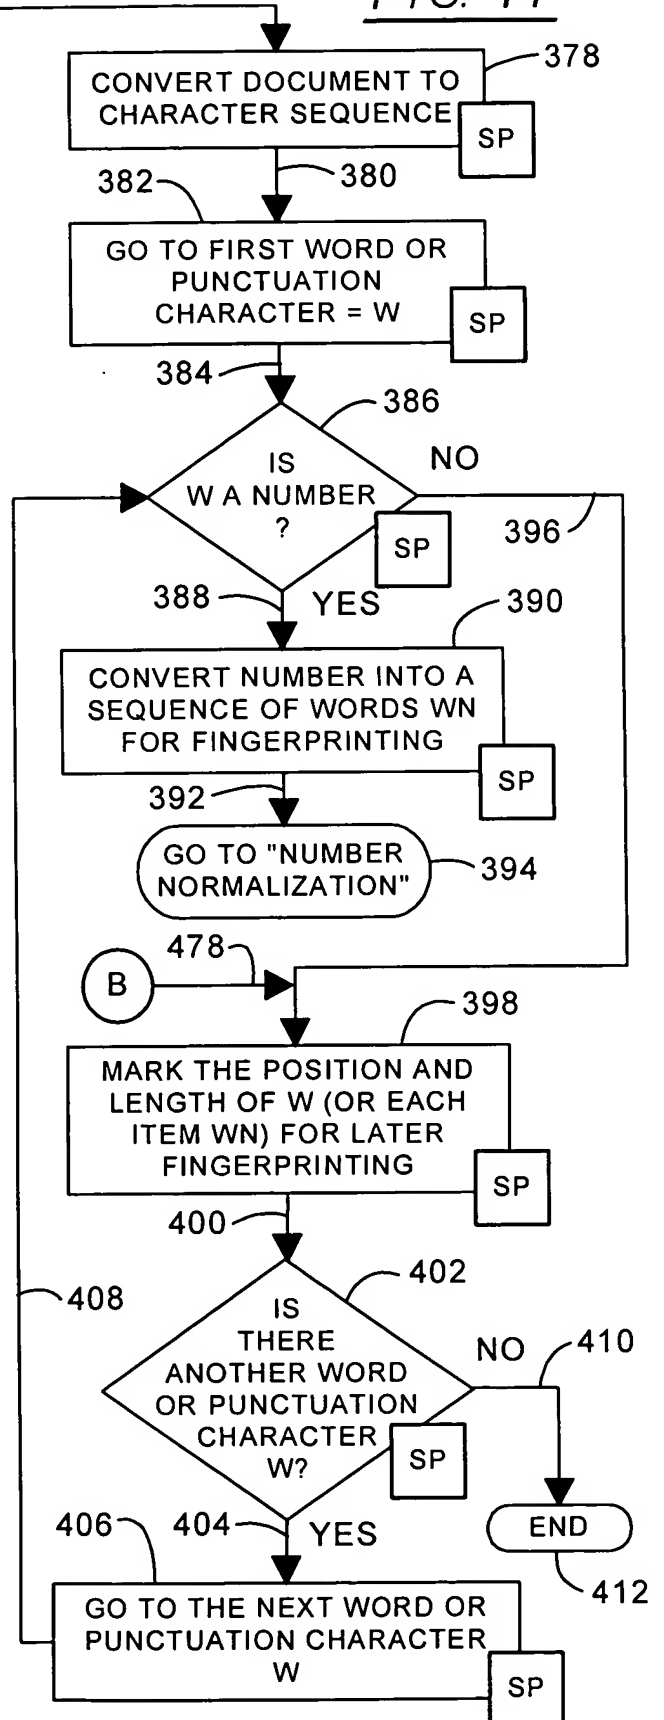 378
CONVERT DOCUMENT TO
CHARACTER SEQUENCE
SP
382
380
GO TO FIRST WORD OR
PUNCTUATION
CHARACTER = W
SP
384
386
IS
W A NUMBER
?
NO
SP
396
388
YES
390
CONVERT NUMBER INTO A
SEQUENCE OF WORDS WN
FOR FINGERPRINTING
SP
392
GO TO "NUMBER
NORMALIZATION"
394
478
B
398
MARK THE POSITION AND
LENGTH OF W (OR EACH
ITEM WN) FOR LATER
FINGERPRINTING
SP
400
402
408
IS
THERE
ANOTHER WORD
OR PUNCTUATION
CHARACTER
W?
NO
410
SP
406
404
YES
END
412
GO TO THE NEXT WORD OR
PUNCTUATION CHARACTER
W
SP